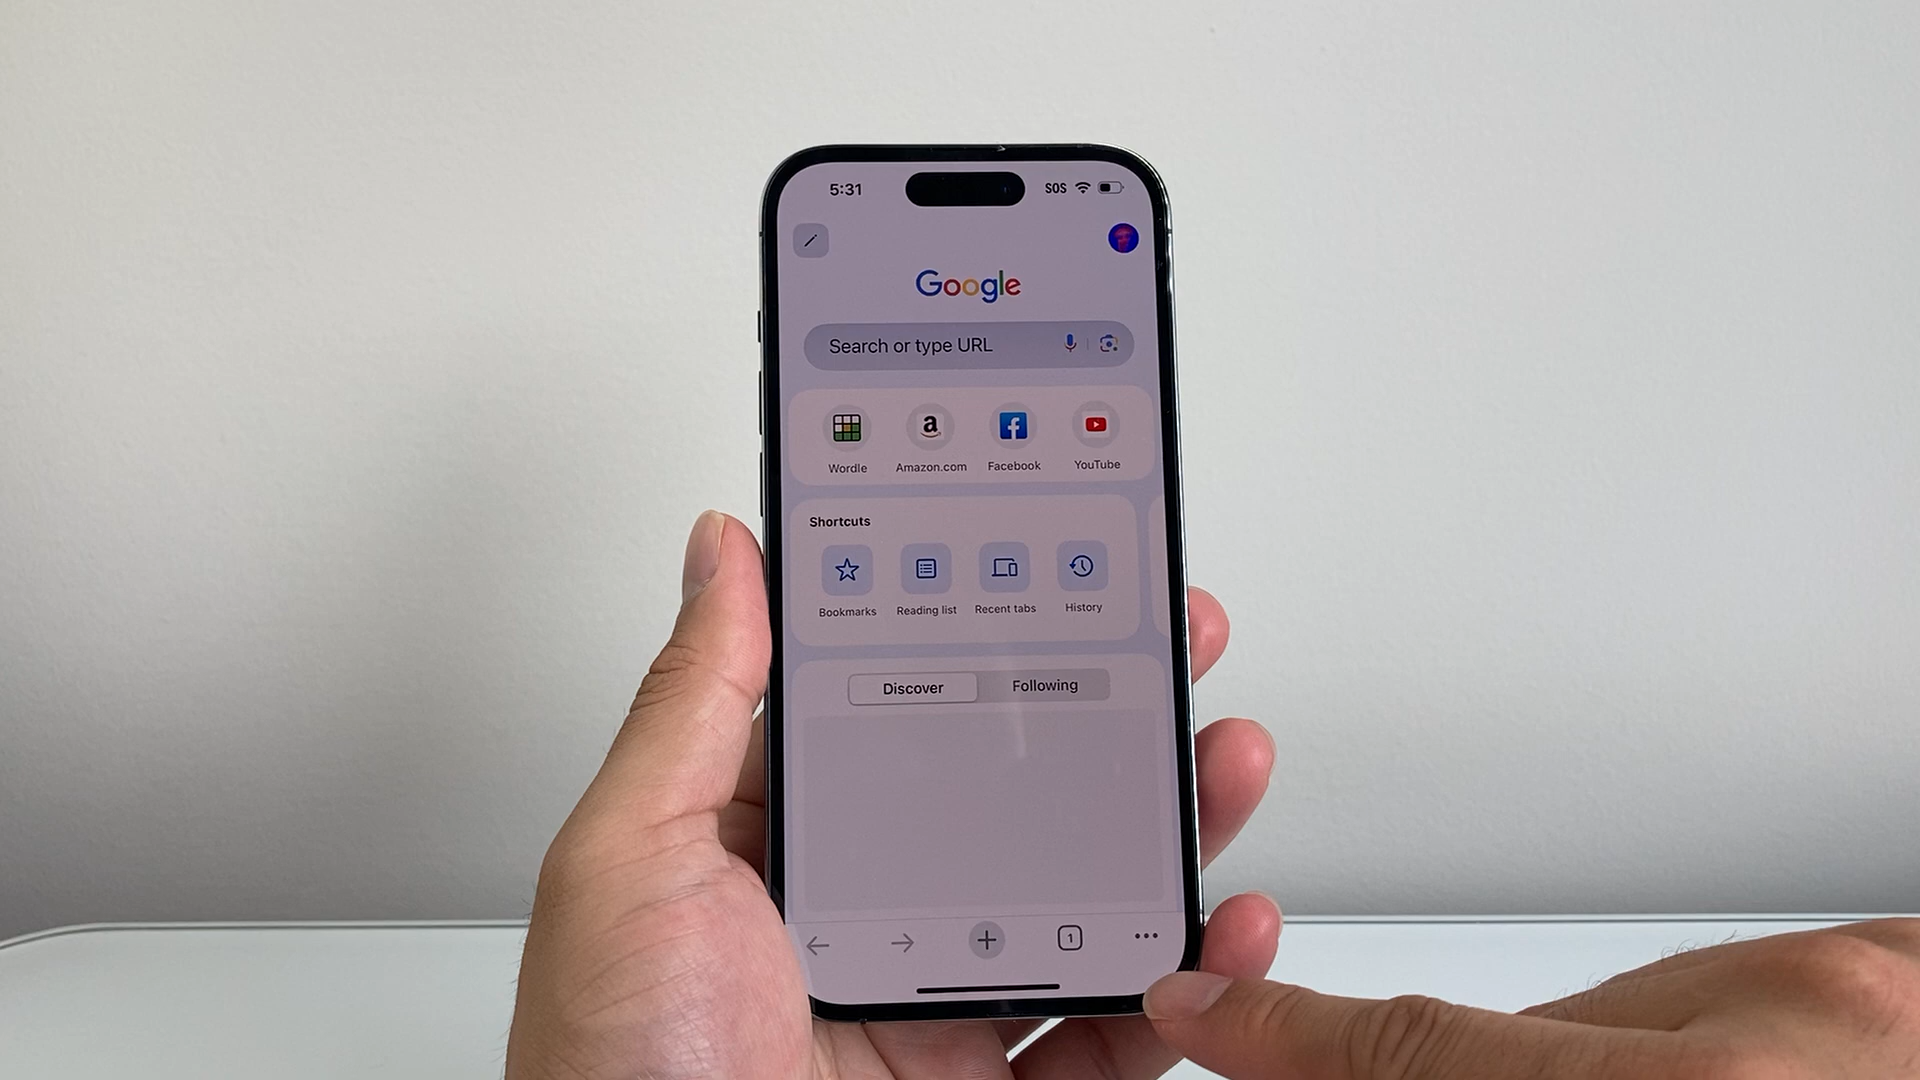 5:31 SOS
Google
Search or type URL
a
Wordle Amazon.com Facebook YouTube
Shortcuts
Bookmarks Reading list Recent tabs History
Discover Following
1